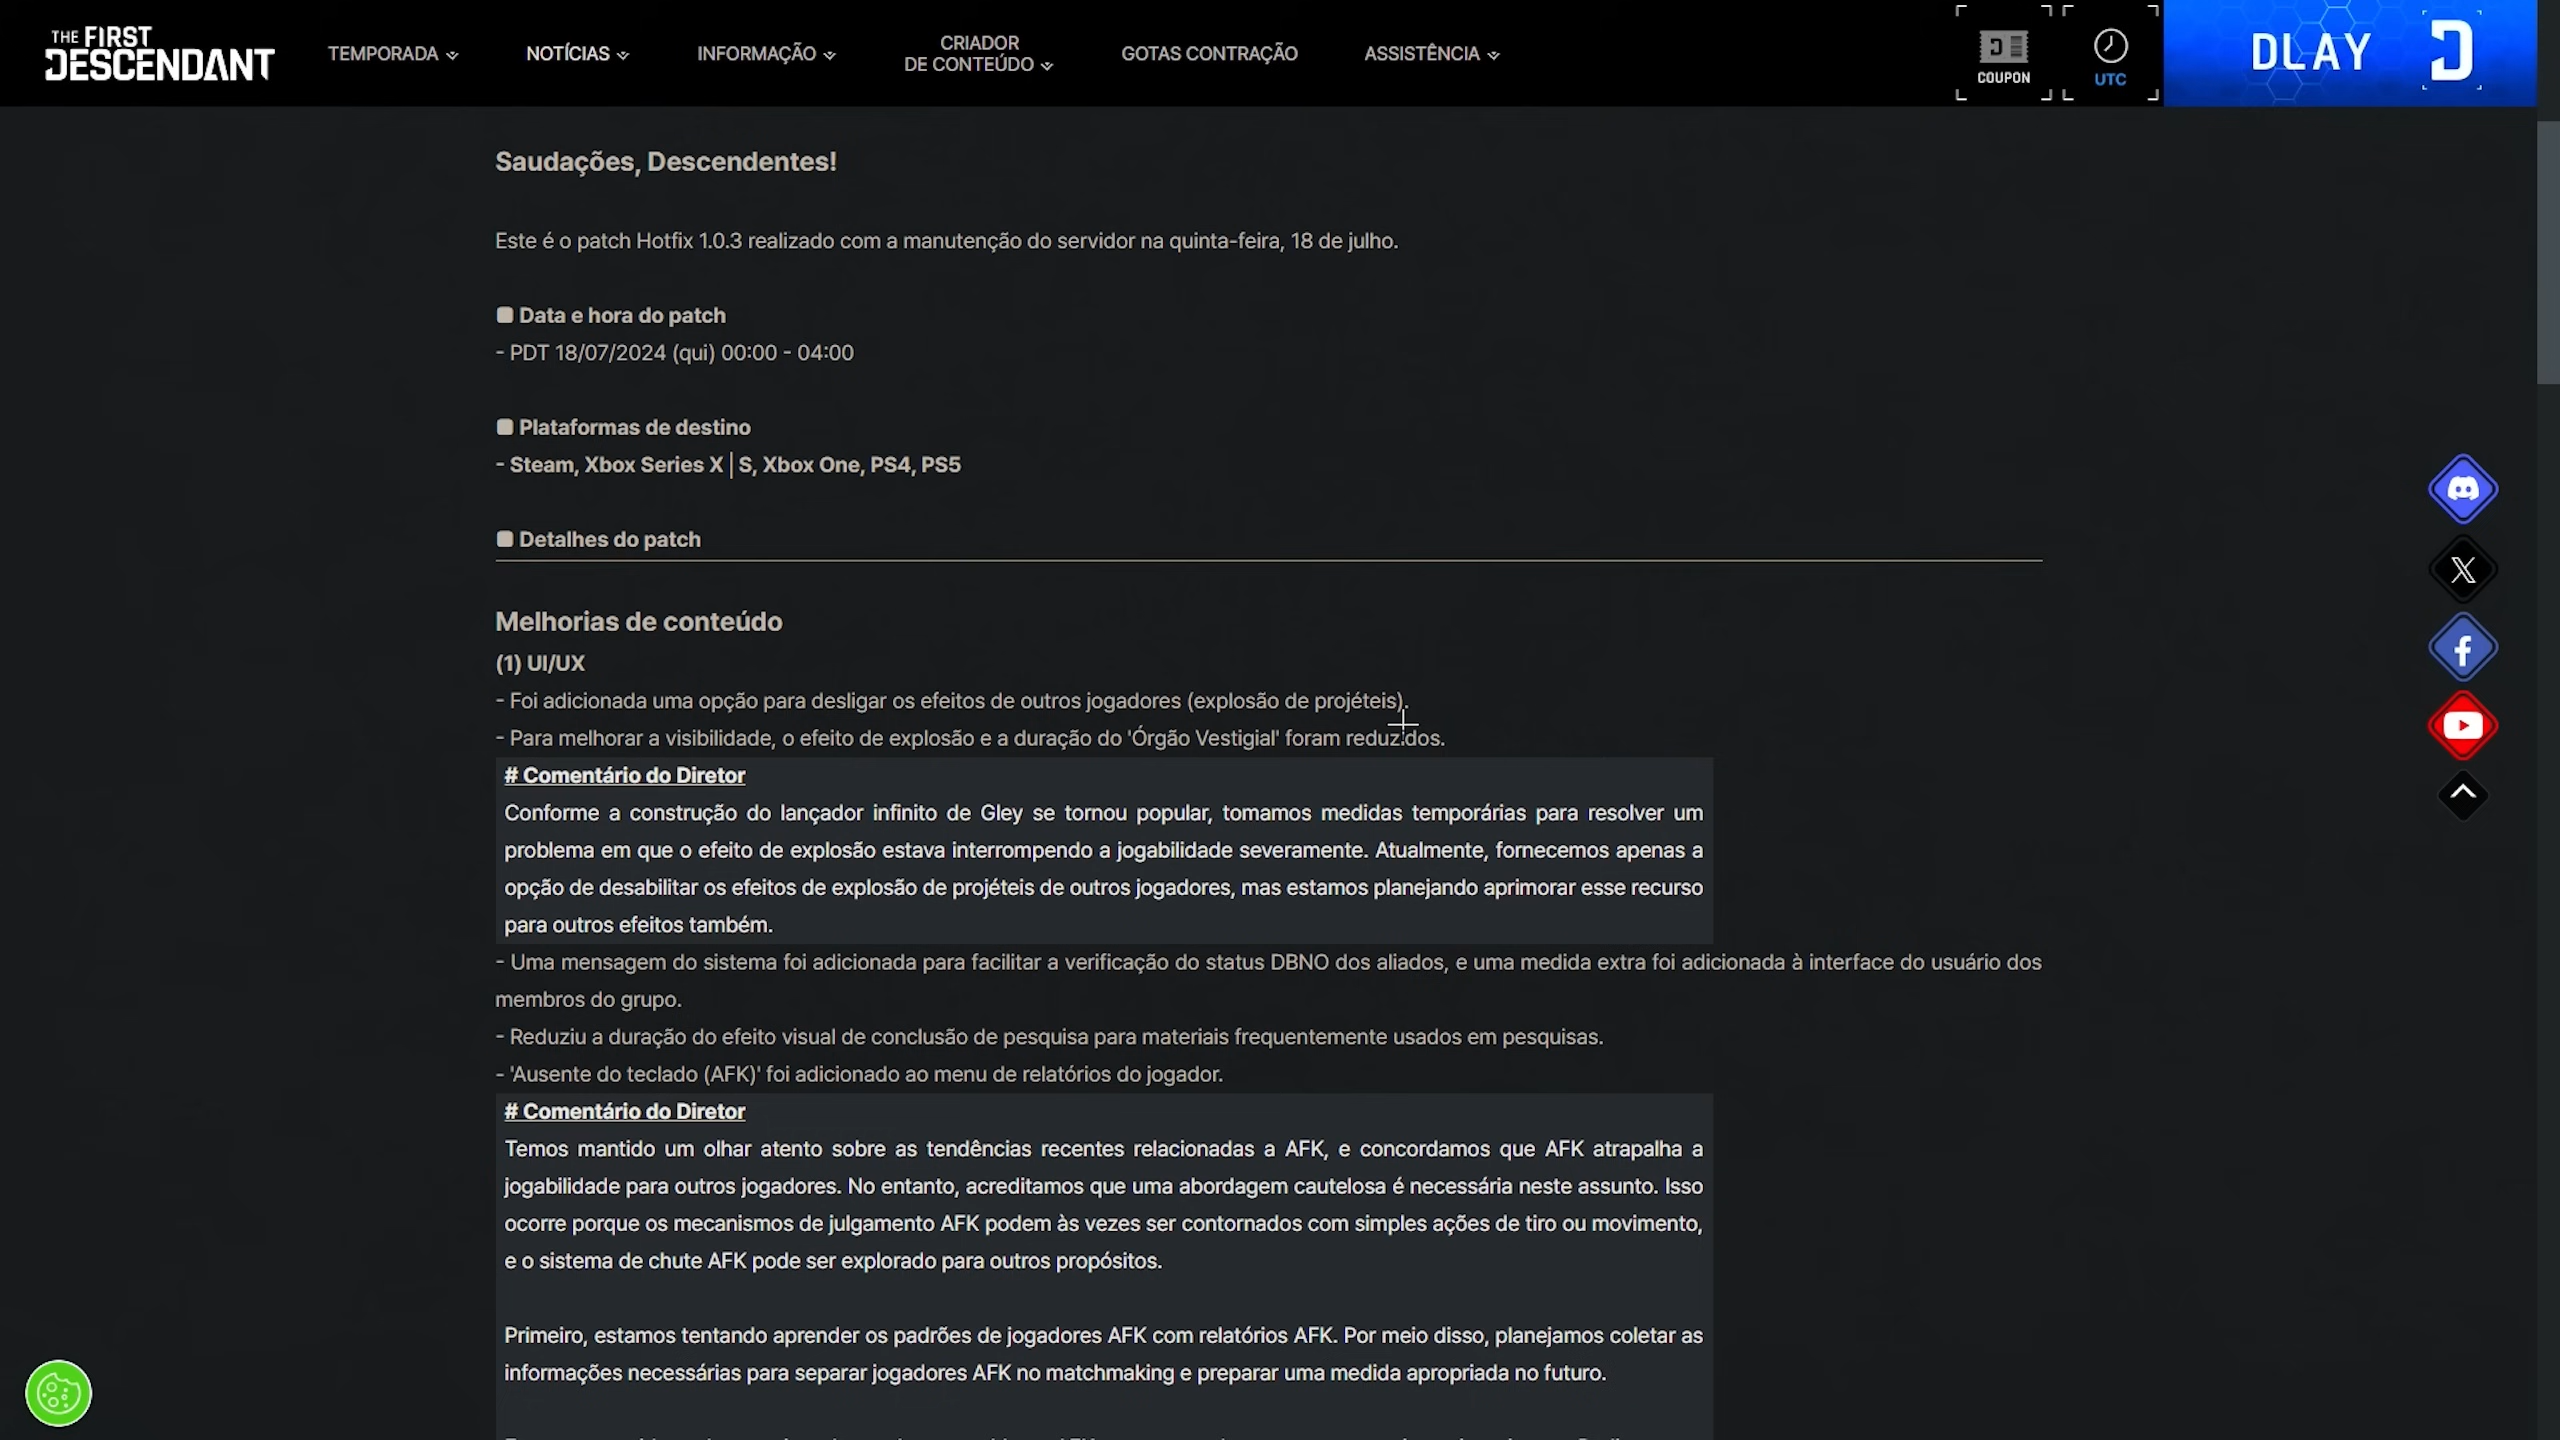 THE FIRST
DESCENDANT
TEMPORADA
NOTÍCIAS
INFORMAÇÃO
CRIADOR
DE CONTEÚDO
GOTAS CONTRAÇÃO
ASSISTÊNCIA
COUPON
UTC
DLAY
Saudações, Descendentes!
Este é o patch Hotfix 1.0.3 realizado com a manutenção do servidor na quinta-feira, 18 de julho.
Data e hora do patch
- PDT 18/07/2024 (qui) 00:00 - 04:00
Plataformas de destino
- Steam, Xbox Series X | S, Xbox One, PS4, PS5
Detalhes do patch
Melhorias de conteúdo
(1) UI/UX
- Foi adicionada uma opção para desligar os efeitos de outros jogadores (explosão de projéteis).
- Para melhorar a visibilidade, o efeito de explosão e a duração do 'Órgão Vestigial' foram reduzidos.
# Comentário do Diretor
Conforme a construção do lançador infinito de Gley se tornou popular, tomamos medidas temporárias para resolver um
problema em que o efeito de explosão estava interrompendo a jogabilidade severamente. Atualmente, fornecemos apenas a
opção de desabilitar os efeitos de explosão de projéteis de outros jogadores, mas estamos planejando aprimorar esse recurso
para outros efeitos também.
- Uma mensagem do sistema foi adicionada para facilitar a verificação do status DBNO dos aliados, e uma medida extra foi adicionada à interface do usuário dos
membros do grupo.
- Reduziu a duração do efeito visual de conclusão de pesquisa para materiais frequentemente usados em pesquisas.
- 'Ausente do teclado (AFK)' foi adicionado ao menu de relatórios do jogador.
# Comentário do Diretor
Temos mantido um olhar atento sobre as tendências recentes relacionadas a AFK, e concordamos que AFK atrapalha a
jogabilidade para outros jogadores. No entanto, acreditamos que uma abordagem cautelosa é necessária neste assunto. Isso
ocorre porque os mecanismos de julgamento AFK podem às vezes ser contornados com simples ações de tiro ou movimento,
e o sistema de chute AFK pode ser explorado para outros propósitos.
Primeiro, estamos tentando aprender os padrões de jogadores AFK com relatórios AFK. Por meio disso, planejamos coletar as
informações necessárias para separar jogadores AFK no matchmaking e preparar uma medida apropriada no futuro.